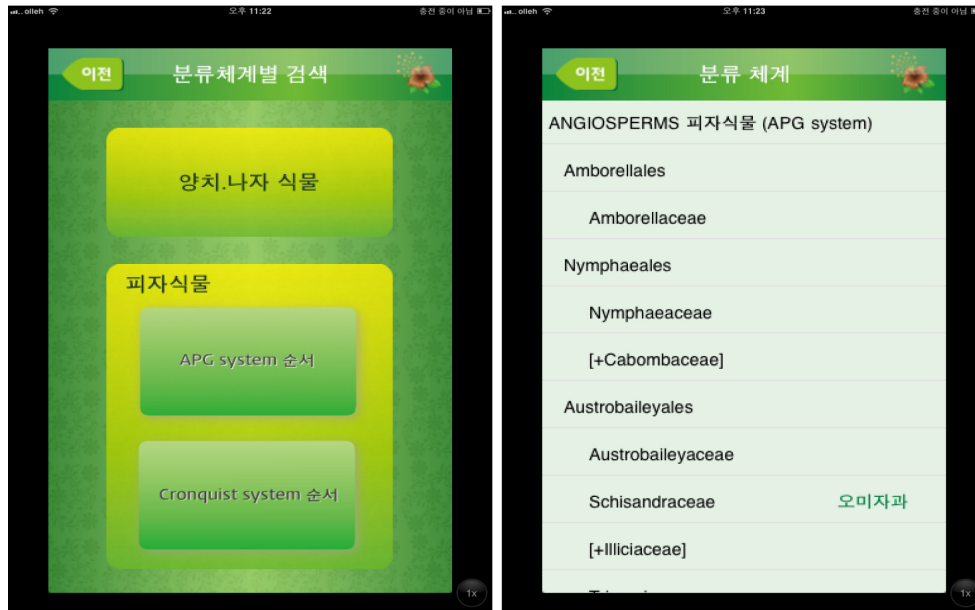 olleh 오후 11:22 충전 중이 아님
이전 분류체계별 검색
양치.나자 식물
피자식물
APG system 순서
Cronquist system 순서
1x
olleh 오후 11:23 충전 중이 아님
이전 분류 체계
ANGIOSPERMS 피자식물 (APG system)
Amborellales
Amborellaceae
Nymphaeales
Nymphaeaceae
[+Cabombaceae]
Austrobaileyales
Austrobaileyaceae
Schisandraceae 오미자과
[+Illiciaceae]
1x